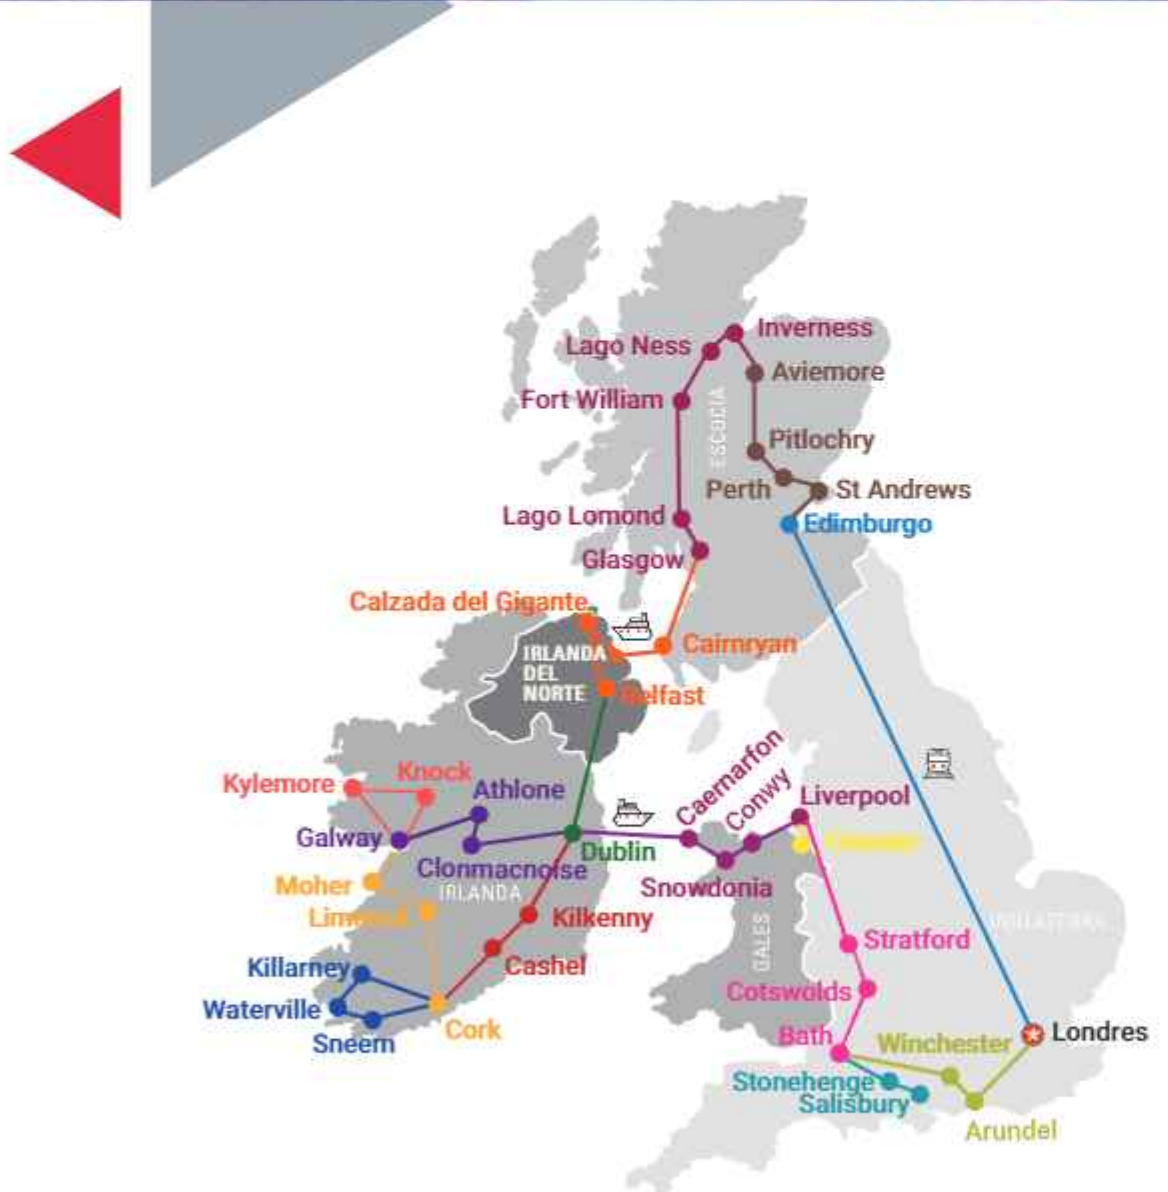 Inverness
Lago Ness
Aviemore
Fort William
ESCOCIA
Pitlochry
Perth
St Andrews
Lago Lomond
Edimburgo
Glasgow
Calzada del Gigante
Cairnryan
IRLANDA
DEL
NORTE
Belfast
Caernarfon
Conwy
Liverpool
Knock
Kylemore
Athlone
Galway
Dublin
Clonmacnoise
Snowdonia
Moher
IRLANDA
Kilkenny
GALES
Stratford
Cashel
Killarney
Cotswolds
Waterville
Cork
Sneem
Bath
Winchester
Londres
Stonehenge
Salisbury
Arundel